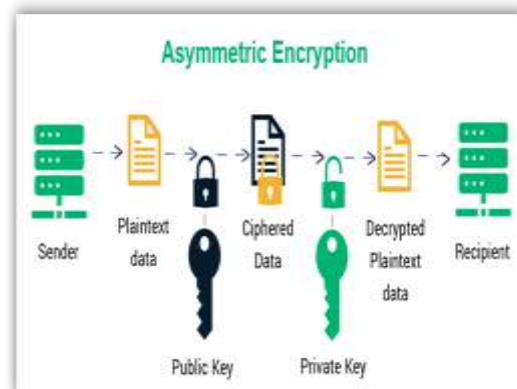 Asymmetric Encryption
Sender
Plaintext
data
Ciphered
Data
Decrypted
Plaintext
data
Recipient
Public Key
Private Key